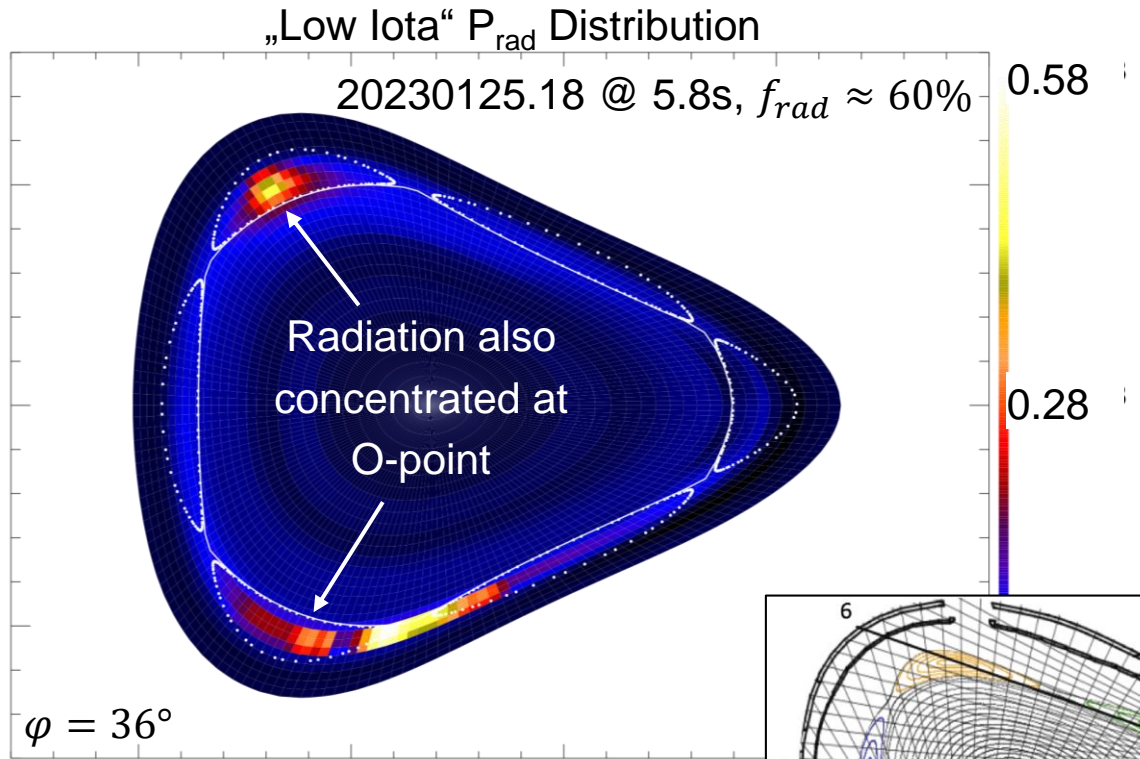 „Low Iota“ Prad Distribution
20230125.18 @ 5.8s, frad ≈ 60%
0.58
Radiation also
concentrated at
O-point
0.28
6
φ = 36°